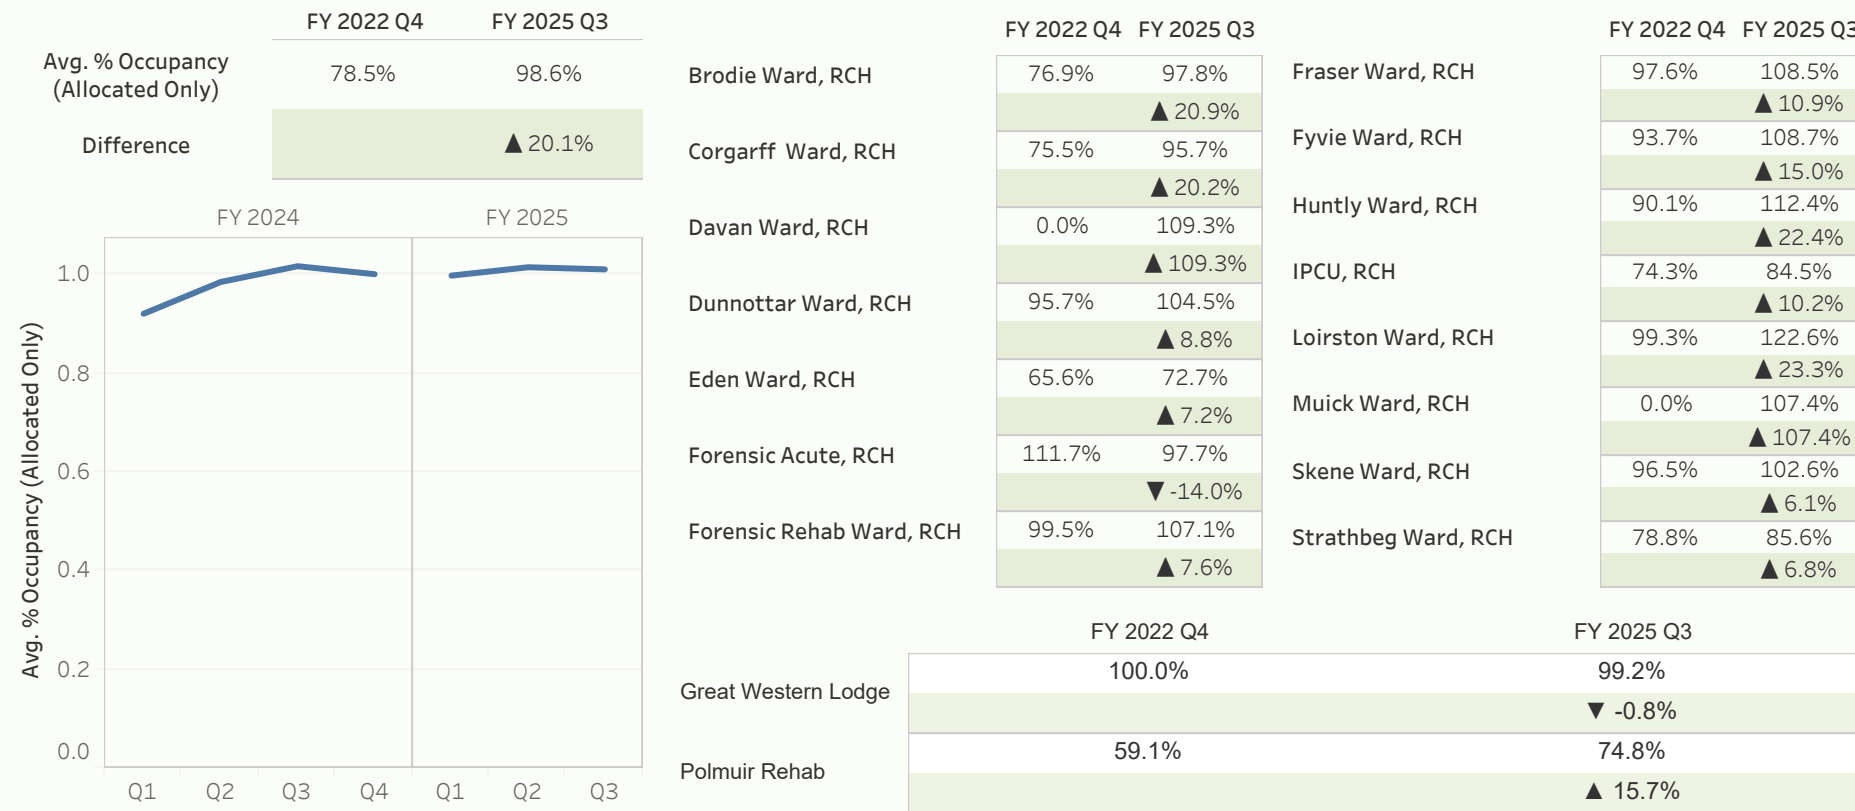 FY 2022 Q4 FY 2025 Q3
Avg. % Occupancy
(Allocated Only)
78.5% 98.6%
Difference ▲ 20.1%
FY 2024 FY 2025
Avg. % Occupancy (Allocated Only)
1.0
0.8
0.6
0.4
0.2
0.0
Q1 Q2 Q3 Q4 Q1 Q2 Q3
FY 2022 Q4 FY 2025 Q3
Brodie Ward, RCH 76.9% 97.8%
▲ 20.9%
Corgarff Ward, RCH 75.5% 95.7%
▲ 20.2%
Davan Ward, RCH 0.0% 109.3%
▲ 109.3%
Dunnottar Ward, RCH 95.7% 104.5%
▲ 8.8%
Eden Ward, RCH 65.6% 72.7%
▲ 7.2%
Forensic Acute, RCH 111.7% 97.7%
▼ -14.0%
Forensic Rehab Ward, RCH 99.5% 107.1%
▲ 7.6%
FY 2022 Q4 FY 2025 Q3
Fraser Ward, RCH 97.6% 108.5%
▲ 10.9%
Fyvie Ward, RCH 93.7% 108.7%
▲ 15.0%
Huntly Ward, RCH 90.1% 112.4%
▲ 22.4%
IPCU, RCH 74.3% 84.5%
▲ 10.2%
Loirston Ward, RCH 99.3% 122.6%
▲ 23.3%
Muick Ward, RCH 0.0% 107.4%
▲ 107.4%
Skene Ward, RCH 96.5% 102.6%
▲ 6.1%
Strathbeg Ward, RCH 78.8% 85.6%
▲ 6.8%
FY 2022 Q4 FY 2025 Q3
Great Western Lodge 100.0% 99.2%
▼ -0.8%
Polmuir Rehab 59.1% 74.8%
▲ 15.7%